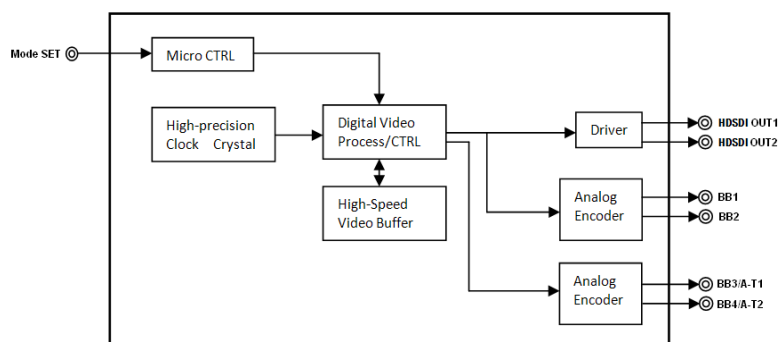 Mode SET
Micro CTRL
High-precision
Clock Crystal
Digital Video
Process/CTRL
High-Speed
Video Buffer
Driver
HDSDI OUT1
HDSDI OUT2
Analog
Encoder
BB1
BB2
Analog
Encoder
BB3/A-T1
BB4/A-T2